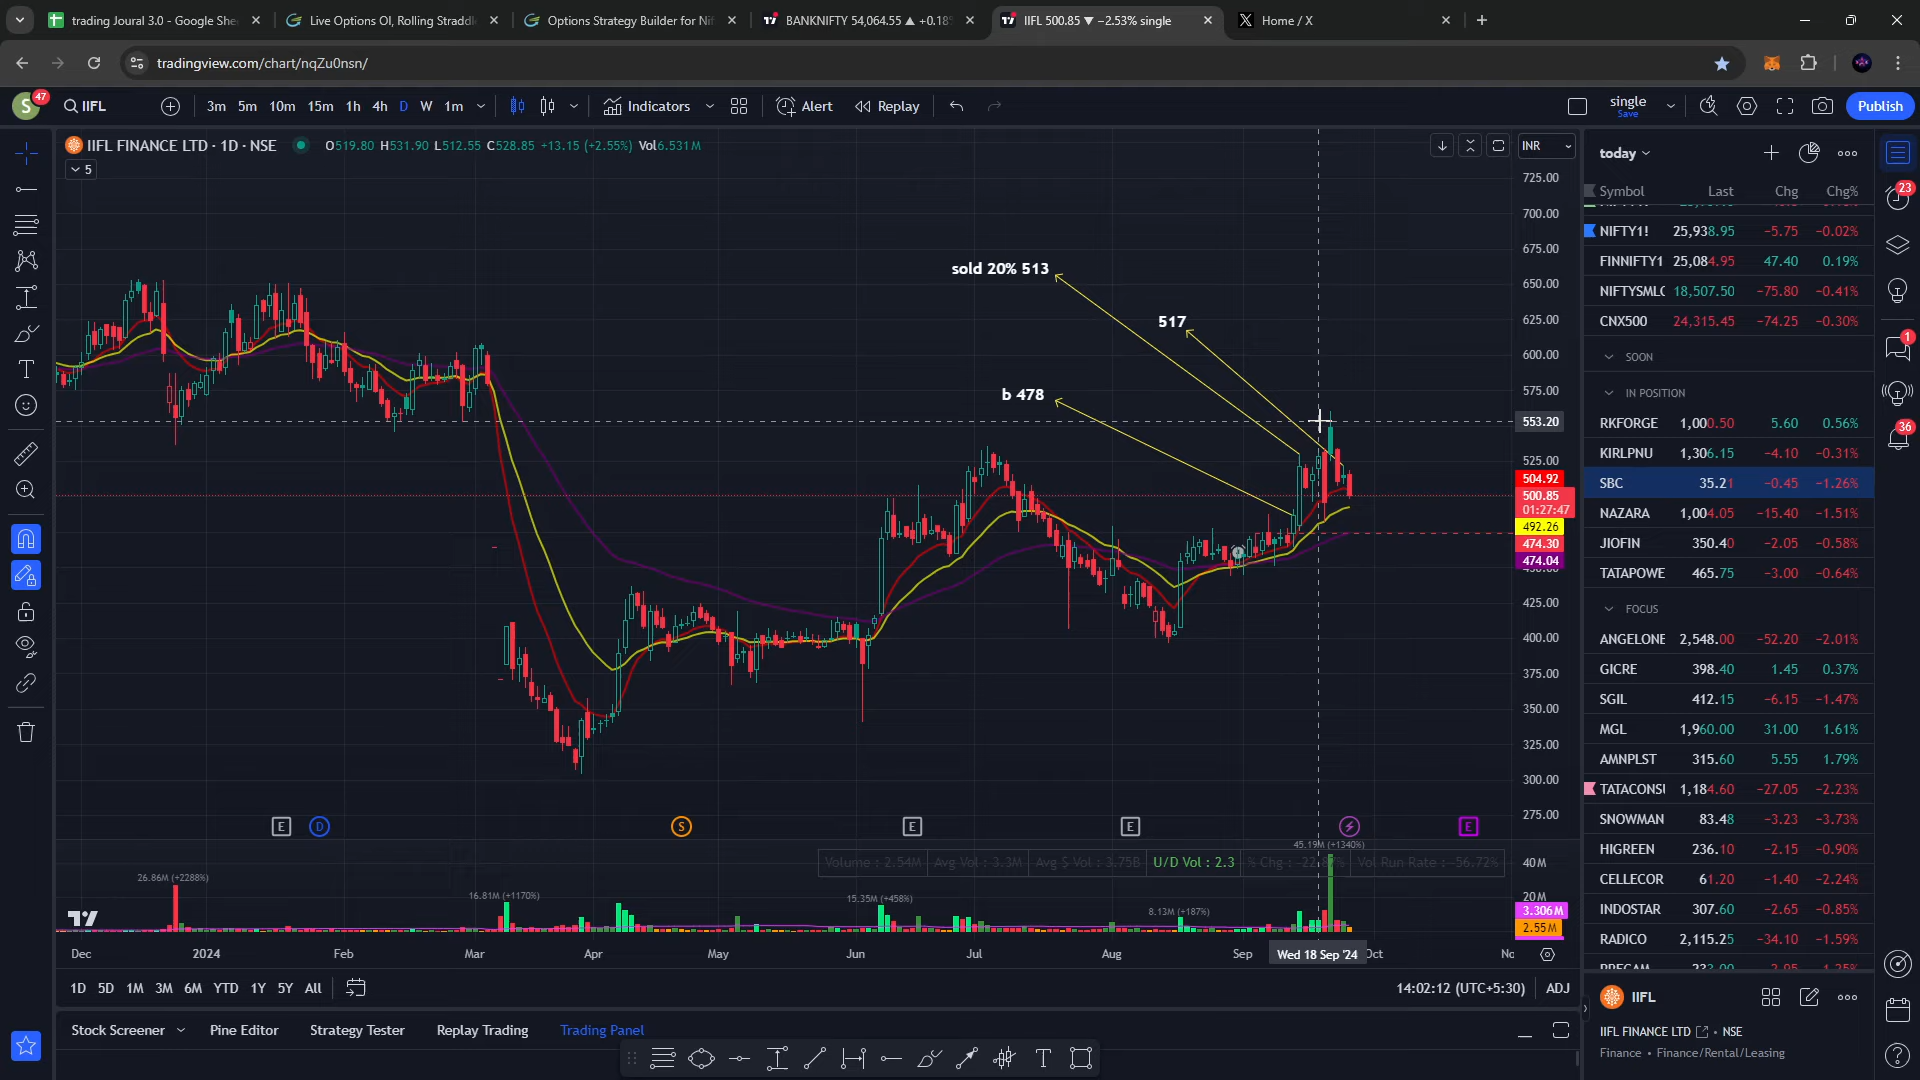 trading Joural 3.0 - Google She
Live Options OI, Rolling Straddl
Options Strategy Builder for Nif
BANKNIFTY 54,064.55 ▲ +0.18%
IIFL 500.85 ▼ −2.53% single
Home / X
tradingview.com/chart/nqZu0nsn/
S 47 IIFL 3m 5m 10m 15m 1h 4h D W 1m Indicators Alert Replay single Save Publish
IIFL FINANCE LTD · 1D · NSE O519.80 H531.90 L512.55 C528.85 +13.15 (+2.55%) Vol6.531M
5
INR
725.00
700.00
675.00
650.00
625.00
600.00
575.00
553.20
525.00
504.92
500.85
01:27:47
492.26
474.30
474.04
425.00
400.00
375.00
350.00
325.00
300.00
275.00
sold 20% 513
517
b 478
E D S E E E
45.19M (+1340%)
Volume : 2.54M Avg Vol : 3.3M Avg $ Vol : 3.75B U/D Vol : 2.3 Vol Run Rate : -56.72%
26.86M (+2288%)
16.81M (+1170%)
15.35M (+458%)
8.13M (+187%)
40M
20M
3.306M
2.55M
Dec 2024 Feb Mar Apr May Jun Jul Aug Sep Wed 18 Sep '24 Oct
1D 5D 1M 3M 6M YTD 1Y 5Y All
14:02:12 (UTC+5:30) ADJ
Stock Screener Pine Editor Strategy Tester Replay Trading Trading Panel
today
Symbol Last Chg Chg%
NIFTY1! 25,938.95 −5.75 −0.02%
FINNIFTY1 25,084.95 47.40 0.19%
NIFTYSMLC 18,507.50 −75.80 −0.41%
CNX500 24,315.45 −74.25 −0.30%
SOON
IN POSITION
RKFORGE 1,000.50 5.60 0.56%
KIRLPNU 1,306.15 −4.10 −0.31%
SBC 35.21 −0.45 −1.26%
NAZARA 1,004.05 −15.40 −1.51%
JIOFIN 350.40 −2.05 −0.58%
TATAPOWE 465.75 −3.00 −0.64%
FOCUS
ANGELONE 2,548.00 −52.20 −2.01%
GICRE 398.40 1.45 0.37%
SGIL 412.15 −6.15 −1.47%
MGL 1,960.00 31.00 1.61%
AMNPLST 315.60 5.55 1.79%
TATACONSU 1,184.60 −27.05 −2.23%
SNOWMAN 83.48 −3.23 −3.73%
HIGREEN 236.10 −2.15 −0.90%
CELLECOR 61.20 −1.40 −2.24%
INDOSTAR 307.60 −2.65 −0.85%
RADICO 2,115.25 −34.10 −1.59%
IIFL
IIFL FINANCE LTD • NSE
Finance • Finance/Rental/Leasing
23
1
36